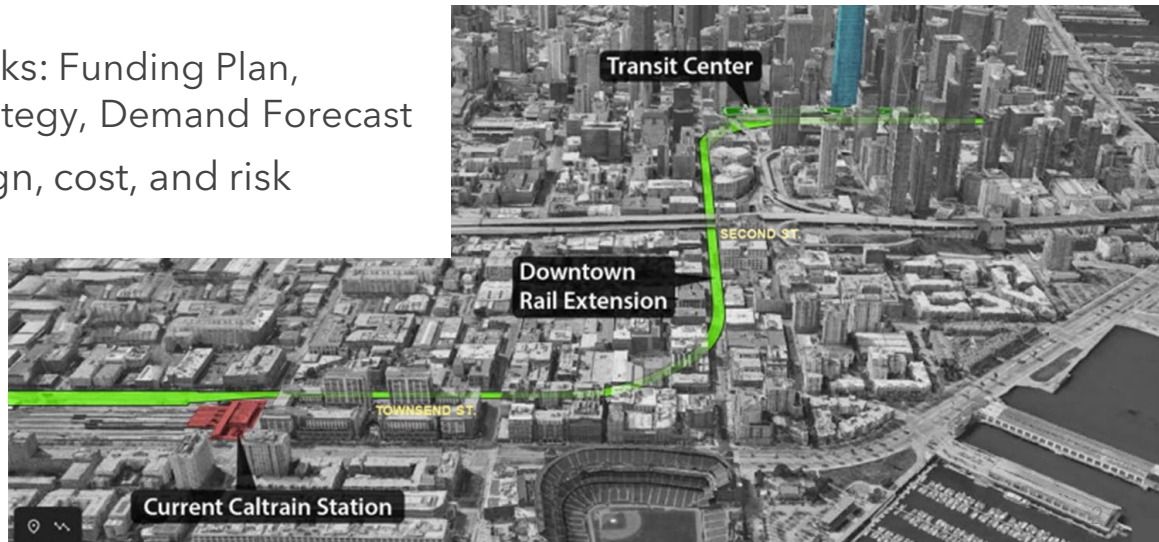 ks: Funding Plan,
tegy, Demand Forecast
gn, cost, and risk
Transit Center
SECOND ST.
Downtown
Rail Extension
TOWNSEND ST.
Current Caltrain Station